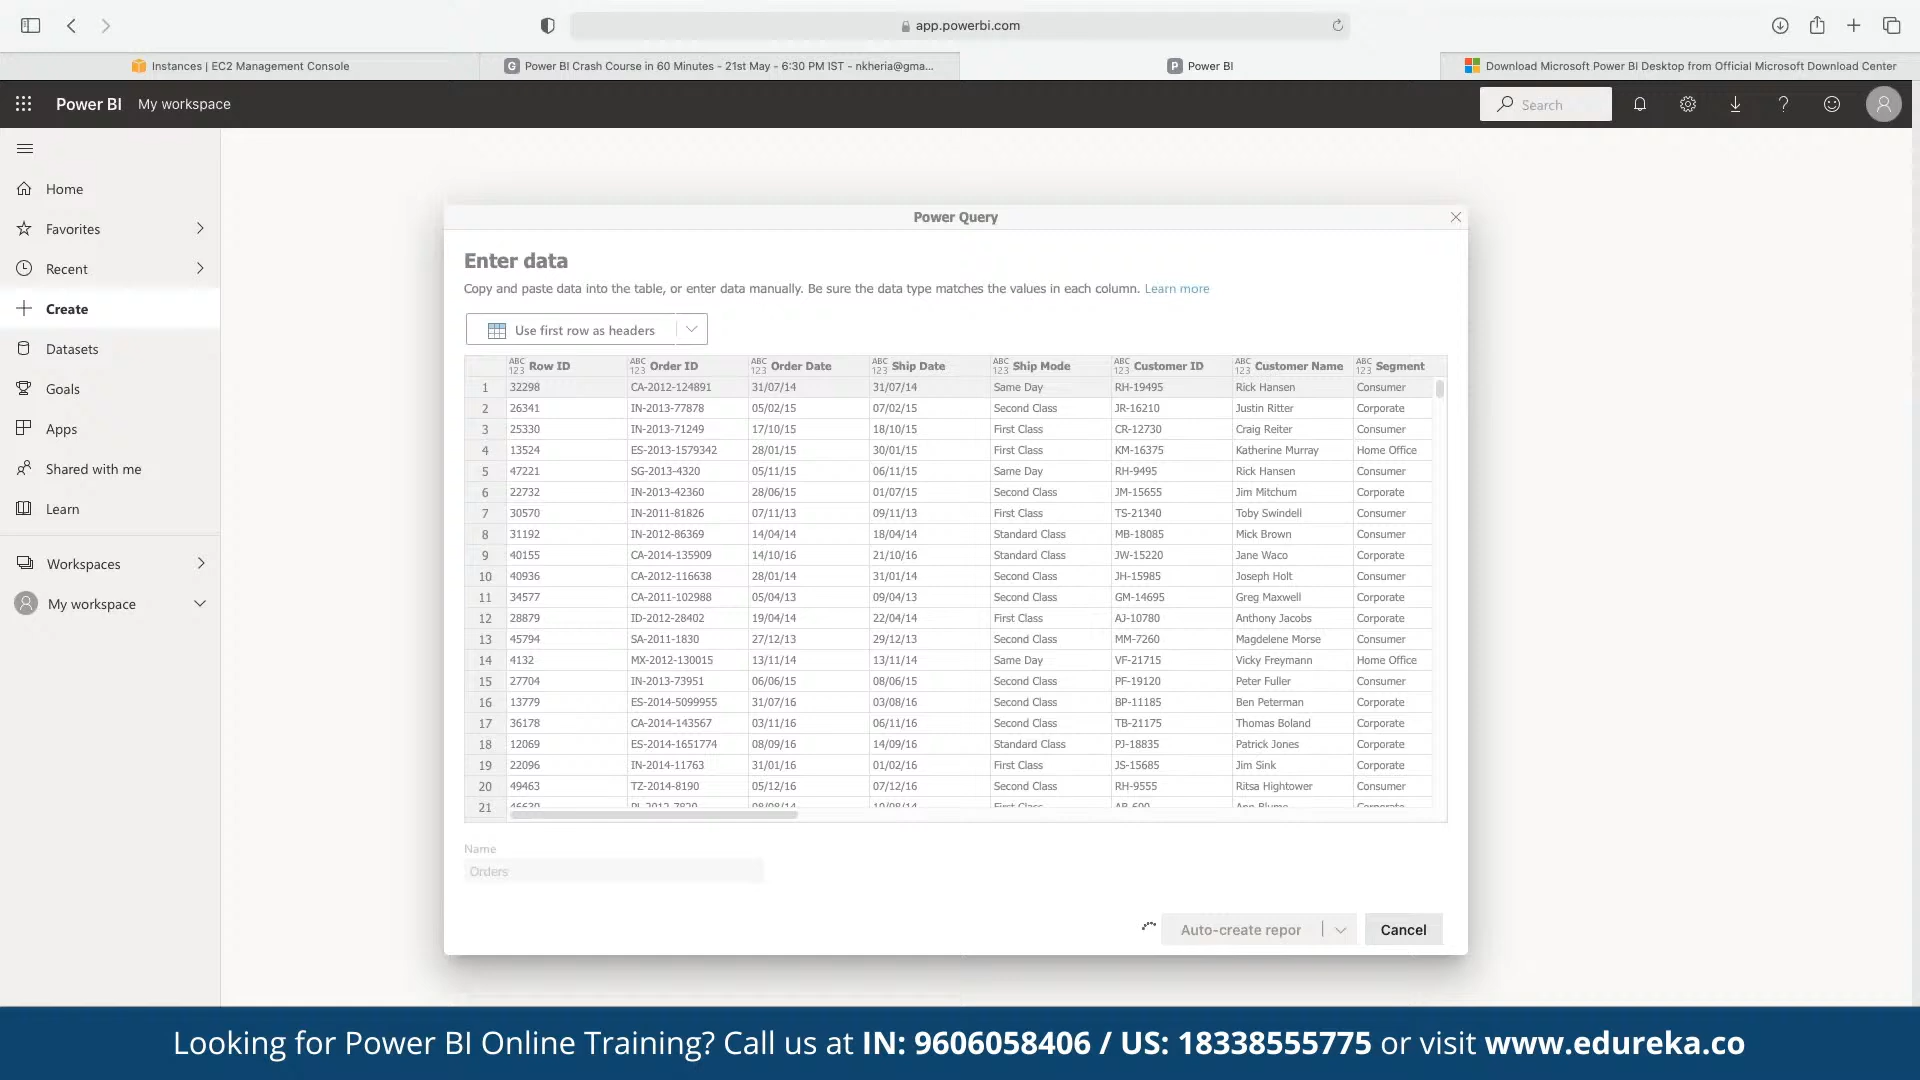 app.powerbi.com
Instances | EC2 Management Console
G Power BI Crash Course in 60 Minutes - 21st May - 6:30 PM IST - nkheria@gma...
P Power BI
Download Microsoft Power BI Desktop from Official Microsoft Download Center
Power BI My workspace
Search
Home
Favorites
Recent
Create
Datasets
Goals
Apps
Shared with me
Learn
Workspaces
My workspace
Power Query
Enter data
Copy and paste data into the table, or enter data manually. Be sure the data type matches the values in each column. Learn more
Use first row as headers
ABC 123 Row ID ABC 123 Order ID ABC 123 Order Date ABC 123 Ship Date ABC 123 Ship Mode ABC 123 Customer ID ABC 123 Customer Name ABC 123 Segment
1 32298 CA-2012-124891 31/07/14 31/07/14 Same Day RH-19495 Rick Hansen Consumer
2 26341 IN-2013-77878 05/02/15 07/02/15 Second Class JR-16210 Justin Ritter Corporate
3 25330 IN-2013-71249 17/10/15 18/10/15 First Class CR-12730 Craig Reiter Consumer
4 13524 ES-2013-1579342 28/01/15 30/01/15 First Class KM-16375 Katherine Murray Home Office
5 47221 SG-2013-4320 05/11/15 06/11/15 Same Day RH-9495 Rick Hansen Consumer
6 22732 IN-2013-42360 28/06/15 01/07/15 Second Class JM-15655 Jim Mitchum Corporate
7 30570 IN-2011-81826 07/11/13 09/11/13 First Class TS-21340 Toby Swindell Consumer
8 31192 IN-2012-86369 14/04/14 18/04/14 Standard Class MB-18085 Mick Brown Consumer
9 40155 CA-2014-135909 14/10/16 21/10/16 Standard Class JW-15220 Jane Waco Corporate
10 40936 CA-2012-116638 28/01/14 31/01/14 Second Class JH-15985 Joseph Holt Consumer
11 34577 CA-2011-102988 05/04/13 09/04/13 Second Class GM-14695 Greg Maxwell Corporate
12 28879 ID-2012-28402 19/04/14 22/04/14 First Class AJ-10780 Anthony Jacobs Corporate
13 45794 SA-2011-1830 27/12/13 29/12/13 Second Class MM-7260 Magdelene Morse Consumer
14 4132 MX-2012-130015 13/11/14 13/11/14 Same Day VF-21715 Vicky Freymann Home Office
15 27704 IN-2013-73951 06/06/15 08/06/15 Second Class PF-19120 Peter Fuller Consumer
16 13779 ES-2014-5099955 31/07/16 03/08/16 Second Class BP-11185 Ben Peterman Corporate
17 36178 CA-2014-143567 03/11/16 06/11/16 Second Class TB-21175 Thomas Boland Corporate
18 12069 ES-2014-1651774 08/09/16 14/09/16 Standard Class PJ-18835 Patrick Jones Corporate
19 22096 IN-2014-11763 31/01/16 01/02/16 First Class JS-15685 Jim Sink Corporate
20 49463 TZ-2014-8190 05/12/16 07/12/16 Second Class RH-9555 Ritsa Hightower Consumer
21
Name
Orders
Auto-create repor
Cancel
Looking for Power BI Online Training? Call us at IN: 9606058406 / US: 18338555775 or visit www.edureka.co